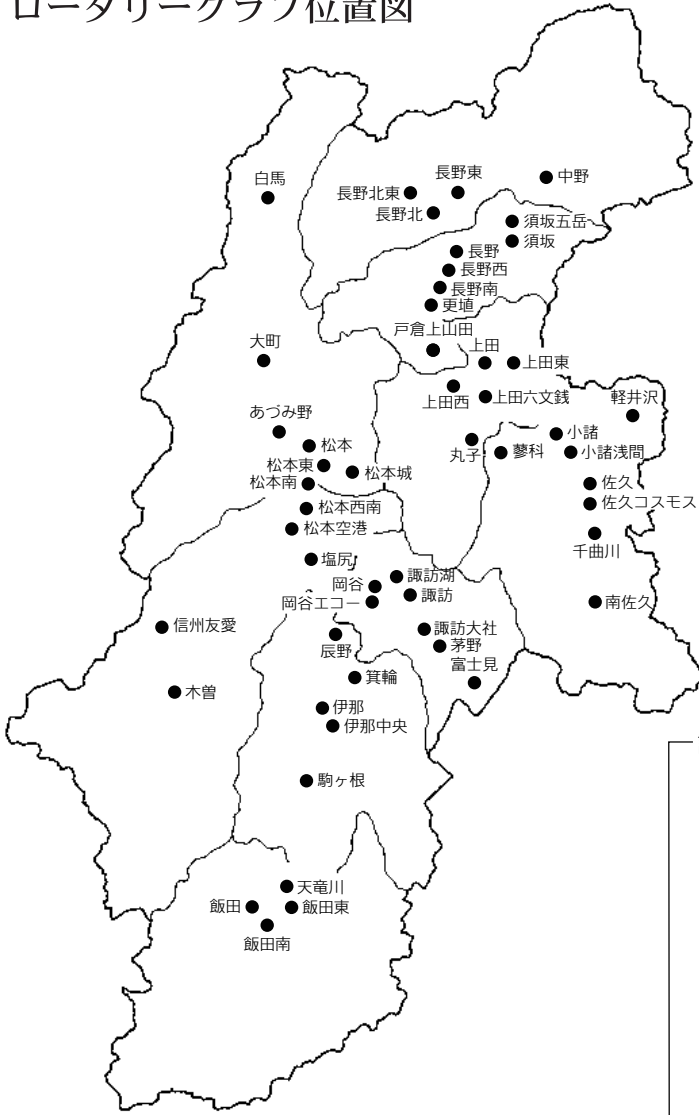 ロータリークラブ位置図
白馬
長野北東
長野東
中野
長野北
須坂五岳
須坂
長野
長野西
長野南
更埴
戸倉上山田
大町
上田
上田東
上田西
上田六文銭
軽井沢
あづみ野
松本
丸子
蓼科
小諸
小諸浅間
松本東
松本城
松本南
佐久
佐久コスモス
松本西南
松本空港
千曲川
塩尻
諏訪湖
岡谷
諏訪
岡谷エコー
南佐久
信州友愛
辰野
諏訪大社
茅野
富士見
箕輪
木曽
伊那
伊那中央
駒ヶ根
天竜川
飯田
飯田東
飯田南